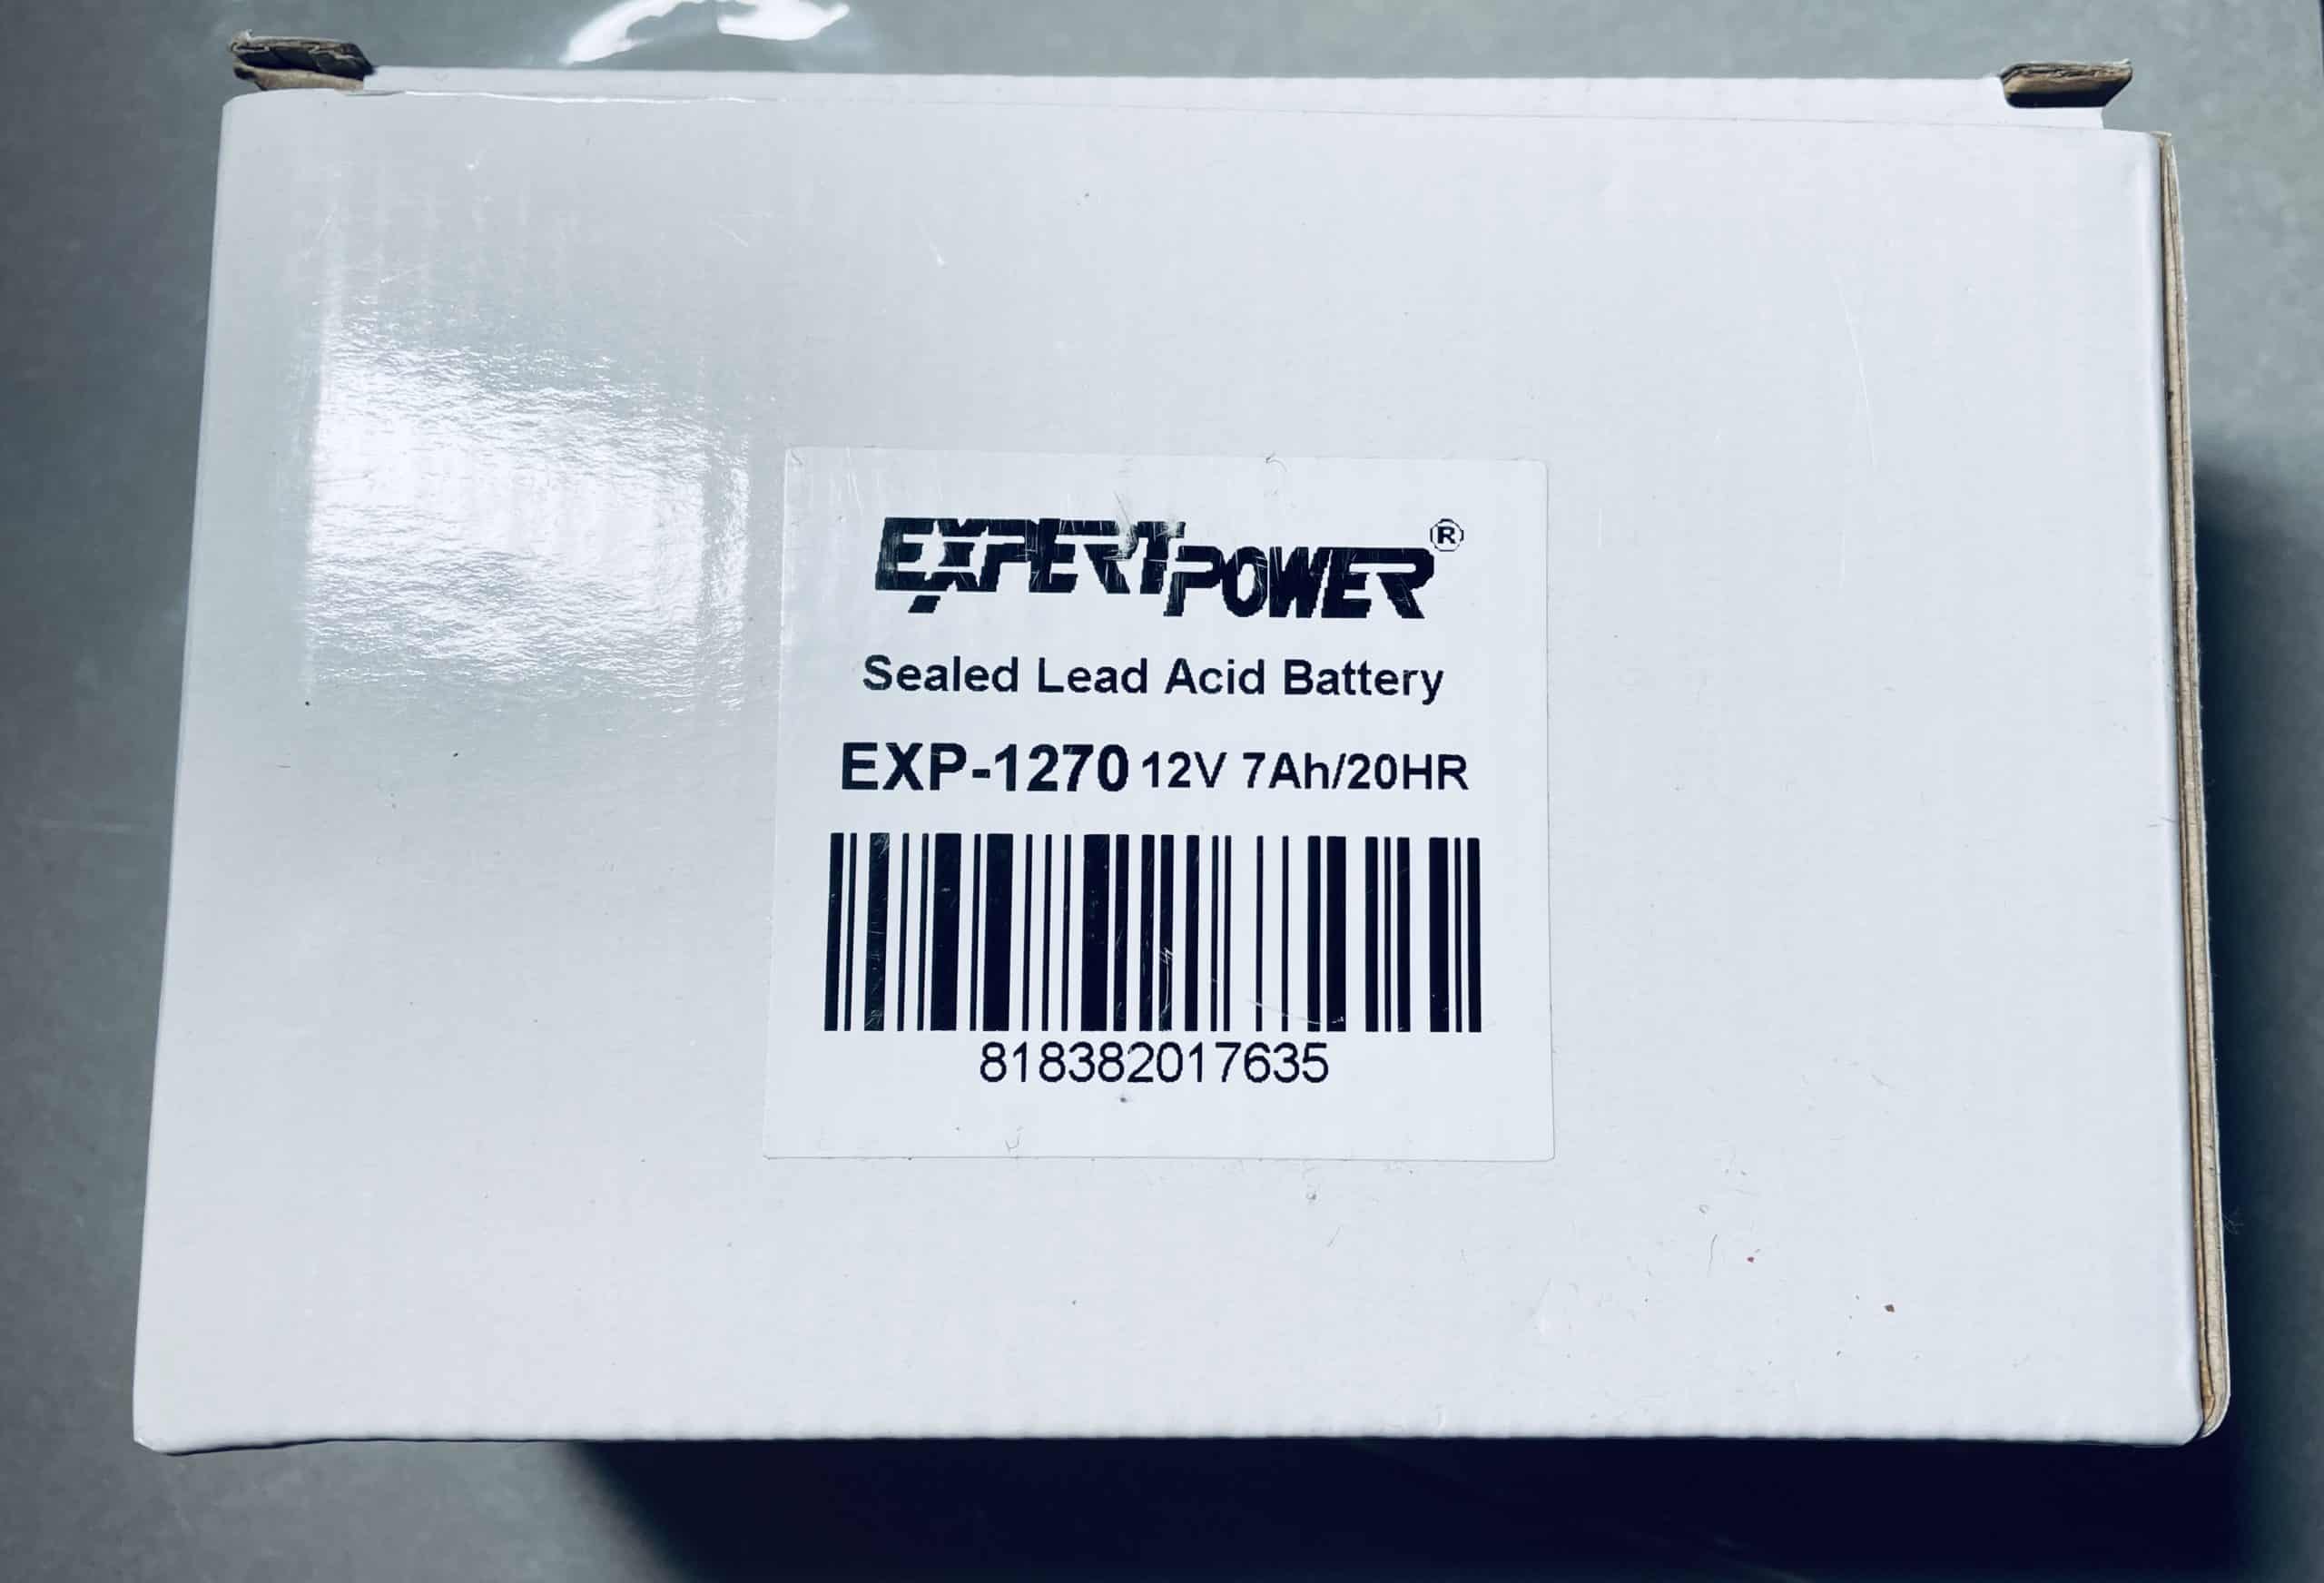 EXPERTPOWER®
Sealed Lead Acid Battery
EXP-1270 12V 7Ah/20HR
818382017635